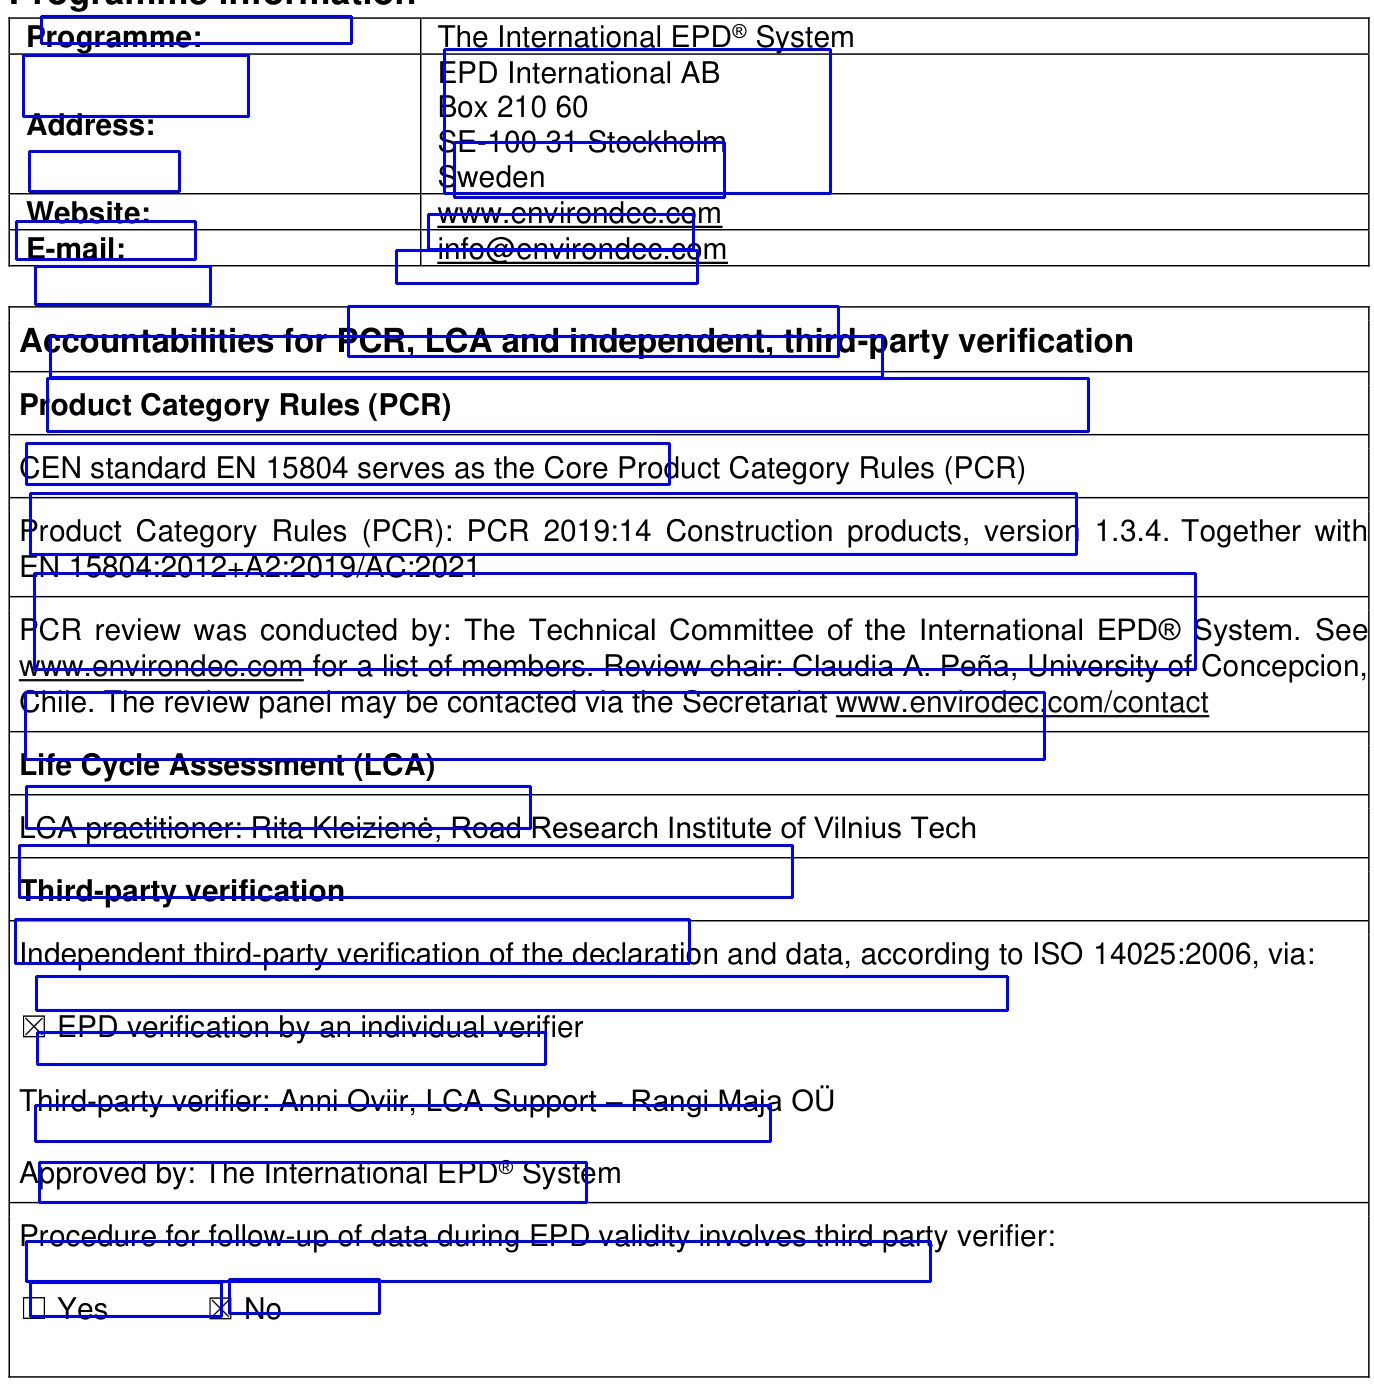 Programme Information
Programme: The International EPD® System
Address: EPD International AB
Box 210 60
SE-100 31 Stockholm
Sweden
Website: www.environdec.com
E-mail: info@environdec.com
Accountabilities for PCR, LCA and independent, third-party verification
Product Category Rules (PCR)
CEN standard EN 15804 serves as the Core Product Category Rules (PCR)
Product Category Rules (PCR): PCR 2019:14 Construction products, version 1.3.4. Together with
EN 15804:2012+A2:2019/AC:2021
PCR review was conducted by: The Technical Committee of the International EPD® System. See
www.environdec.com for a list of members. Review chair: Claudia A. Peña, University of Concepcion,
Chile. The review panel may be contacted via the Secretariat www.envirodec.com/contact
Life Cycle Assessment (LCA)
LCA practitioner: Rita Kleizienė, Road Research Institute of Vilnius Tech
Third-party verification
Independent third-party verification of the declaration and data, according to ISO 14025:2006, via:
☒ EPD verification by an individual verifier
Third-party verifier: Anni Oviir, LCA Support – Rangi Maja OÜ
Approved by: The International EPD® System
Procedure for follow-up of data during EPD validity involves third party verifier:
☐ Yes ☒ No